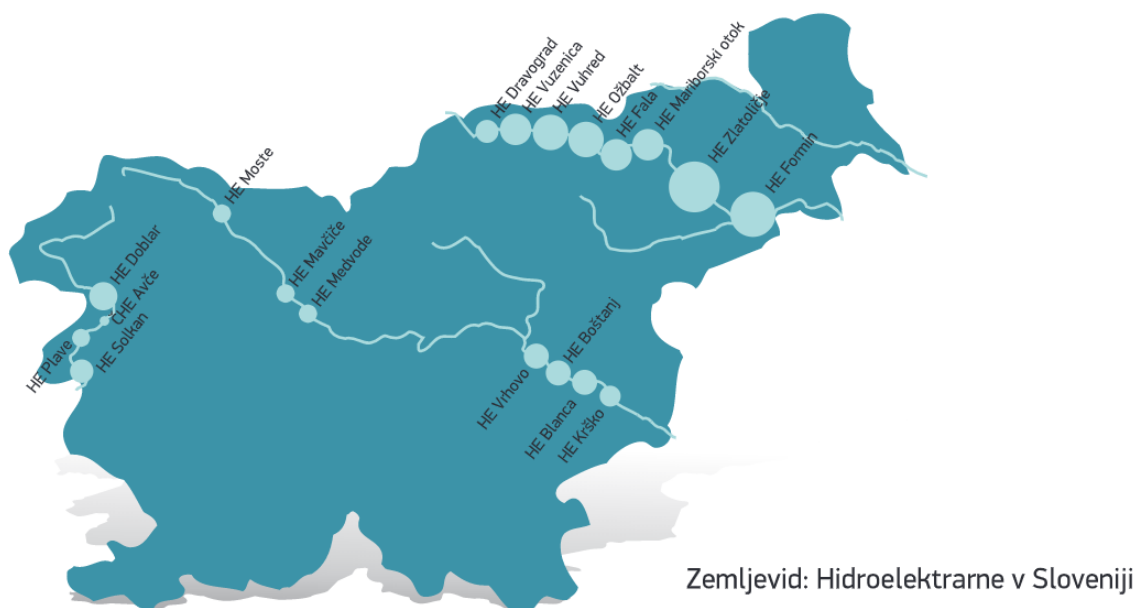 HE Dravograd
HE Vuzenica
HE Vuhred
HE Ožbalt
HE Fala
HE Mariborski otok
HE Zlatoličje
HE Formin
HE Moste
HE Mavčiče
HE Medvode
HE Doblar
CHE Avče
HE Plave
HE Solkan
HE Vrhovo
HE Boštanj
HE Blanca
HE Krško
Zemljevid: Hidroelektrarne v Sloveniji